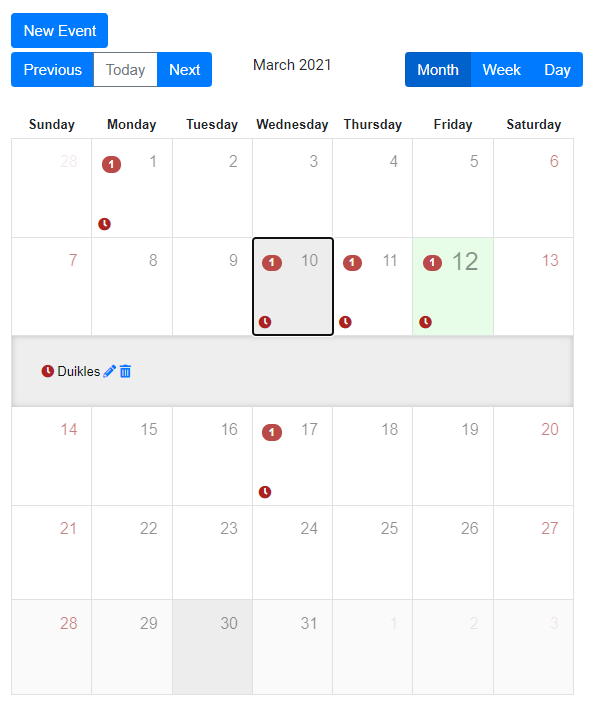 New Event
Previous Today Next March 2021 Month Week Day
Sunday Monday Tuesday Wednesday Thursday Friday Saturday
28 1 1 2 3 4 5 6
7 8 9 1 10 1 11 1 12 13
Duikles
14 15 16 1 17 18 19 20
21 22 23 24 25 26 27
28 29 30 31 1 2 3